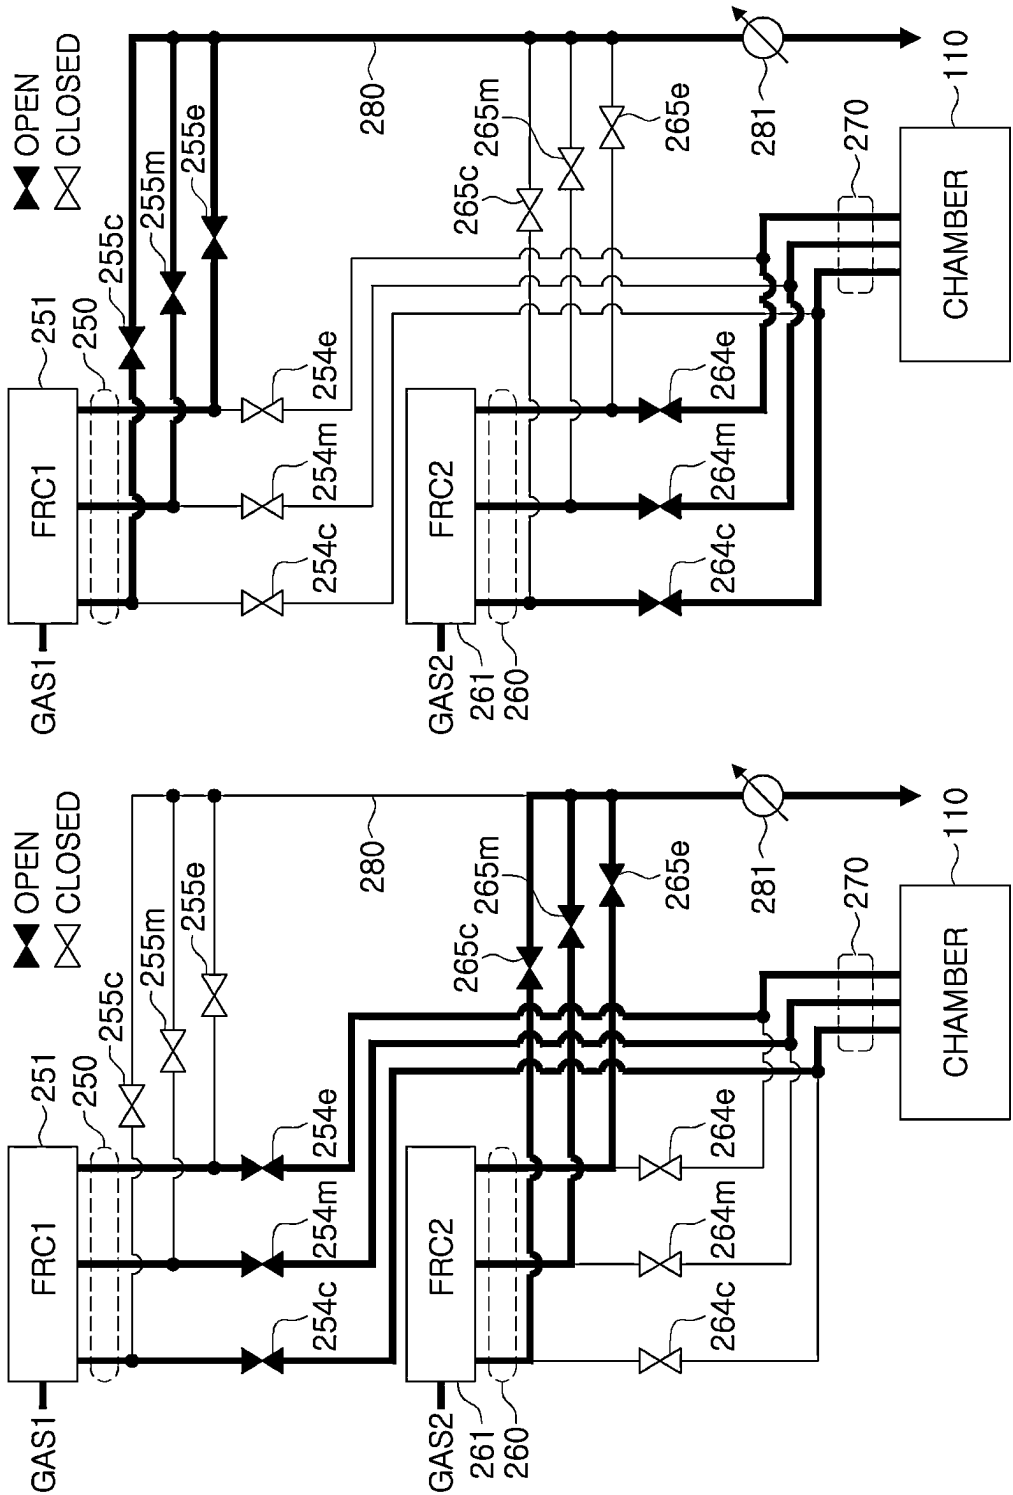 OPEN
CLOSED
GAS1
FRC1
251
250
255c
255m
255e
254c
254m
254e
280
GAS2
FRC2
261
260
265c
265m
265e
264c
264m
264e
281
270
CHAMBER
110
OPEN
CLOSED
GAS1
FRC1
251
250
255c
255m
255e
254c
254m
254e
280
GAS2
FRC2
261
260
265c
265m
265e
264c
264m
264e
281
270
CHAMBER
110